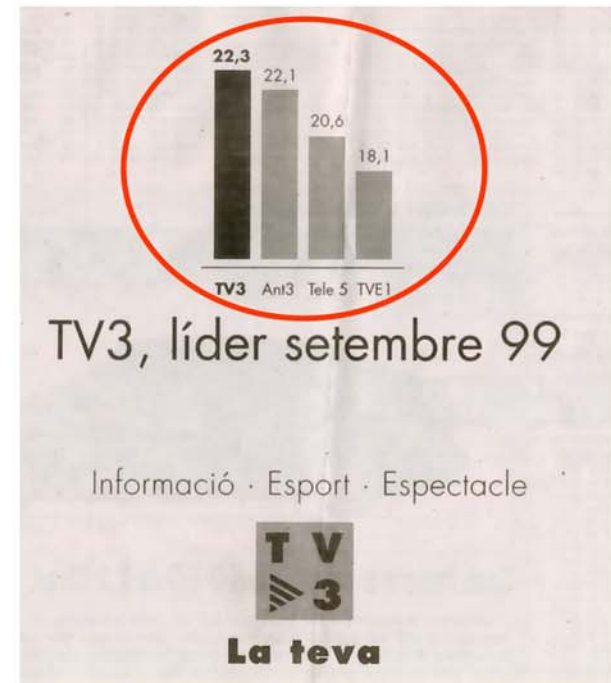 22,3
22,1
20,6
18,1
TV3 Ant3 Tele 5 TVE1
TV3, líder setembre 99
Informació · Esport · Espectacle
T V
3
La teva